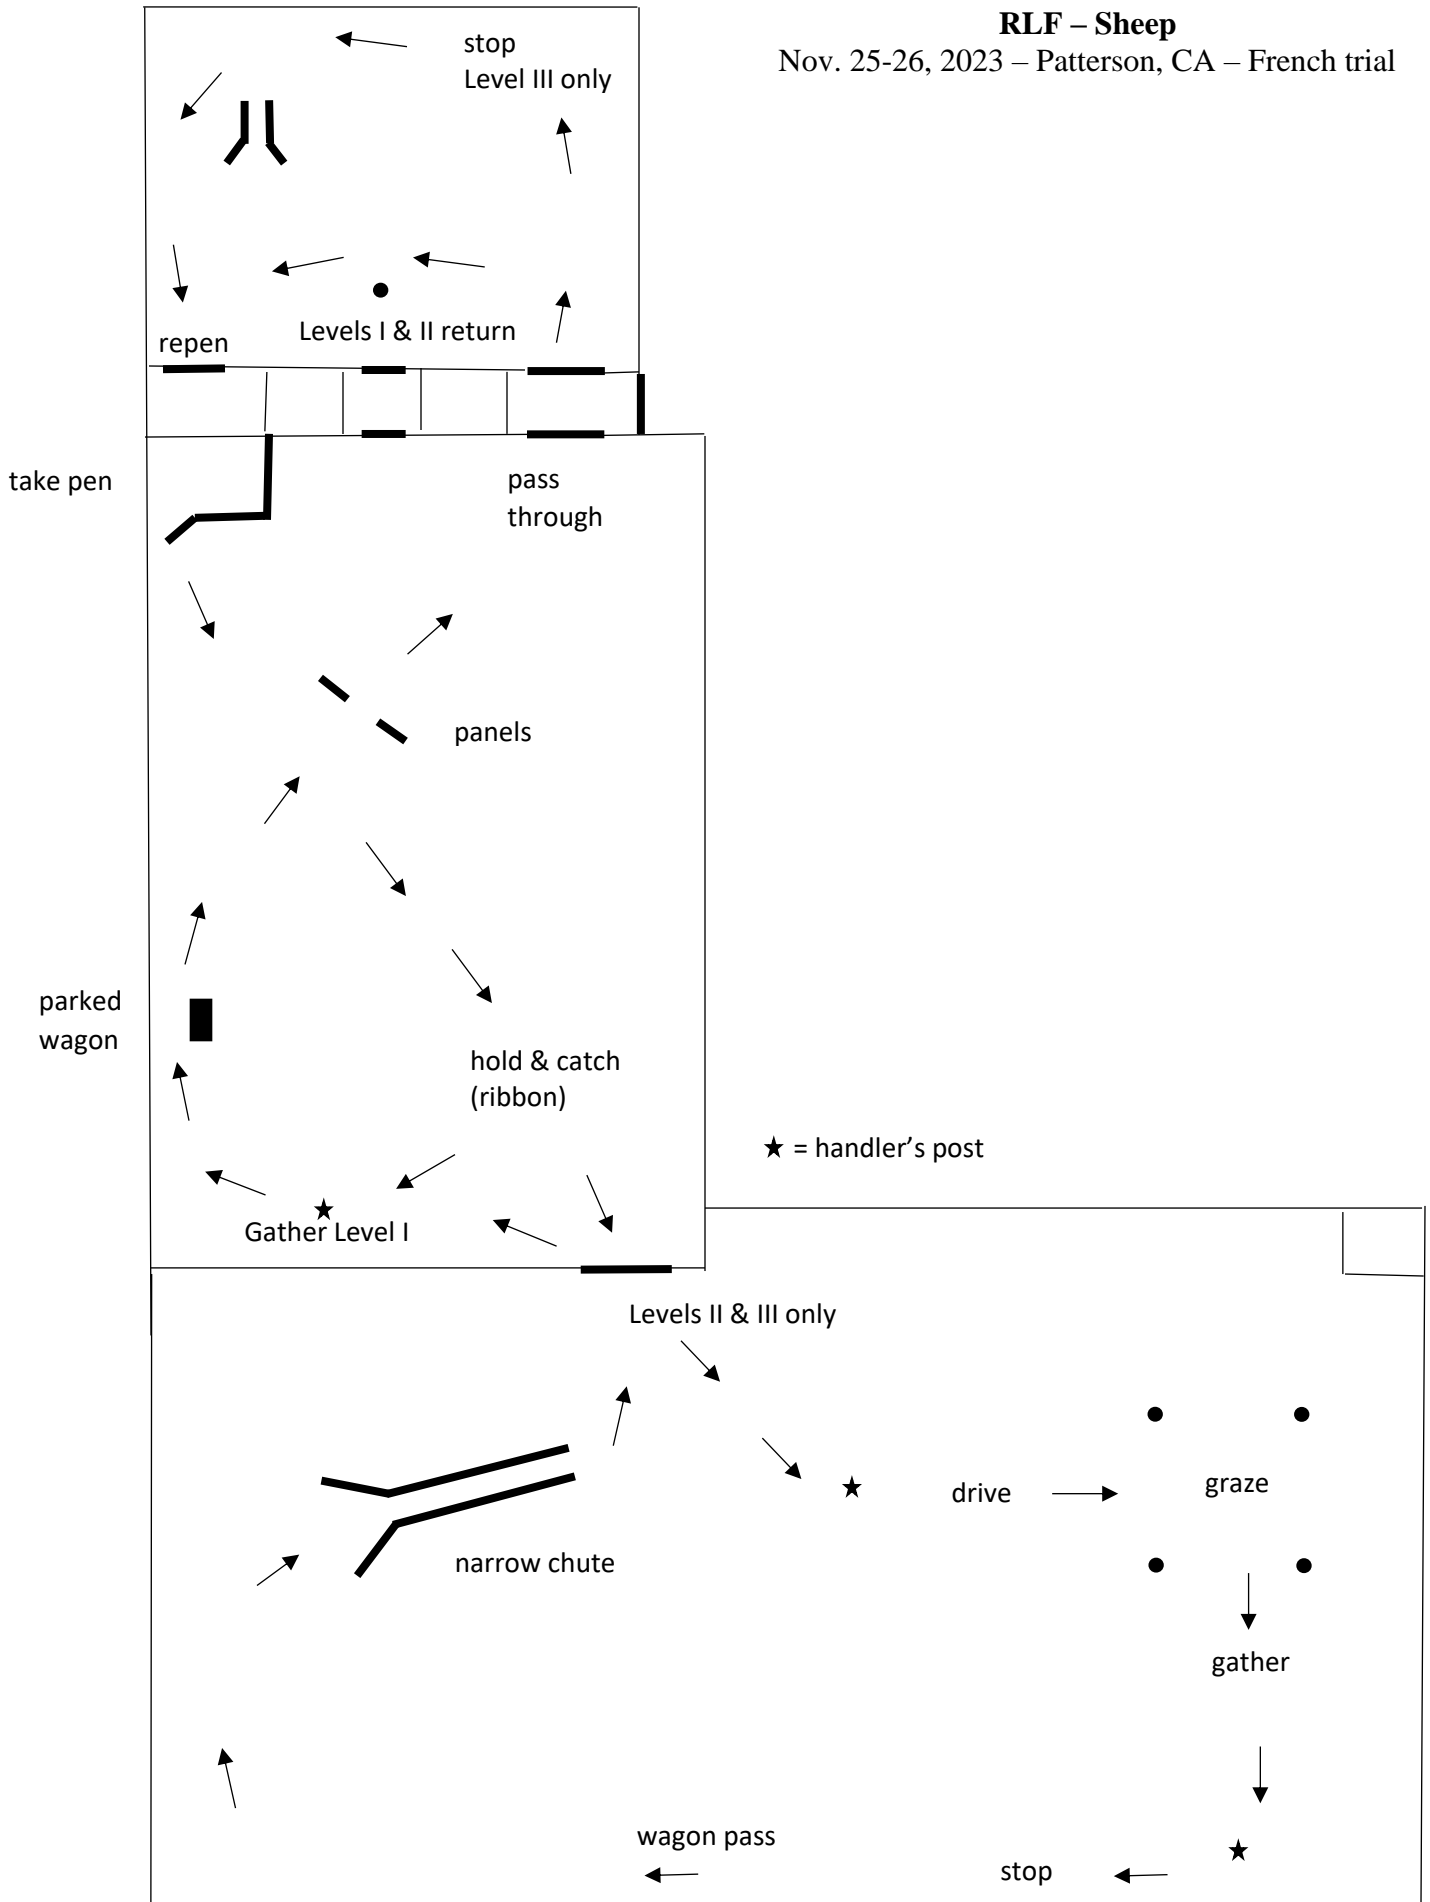 RLF – Sheep
Nov. 25-26, 2023 – Patterson, CA – French trial
stop
Level III only
Levels I & II return
repen
take pen
pass
through
panels
parked
wagon
hold & catch
(ribbon)
★ = handler’s post
Gather Level I
Levels II & III only
drive
graze
narrow chute
gather
wagon pass
stop